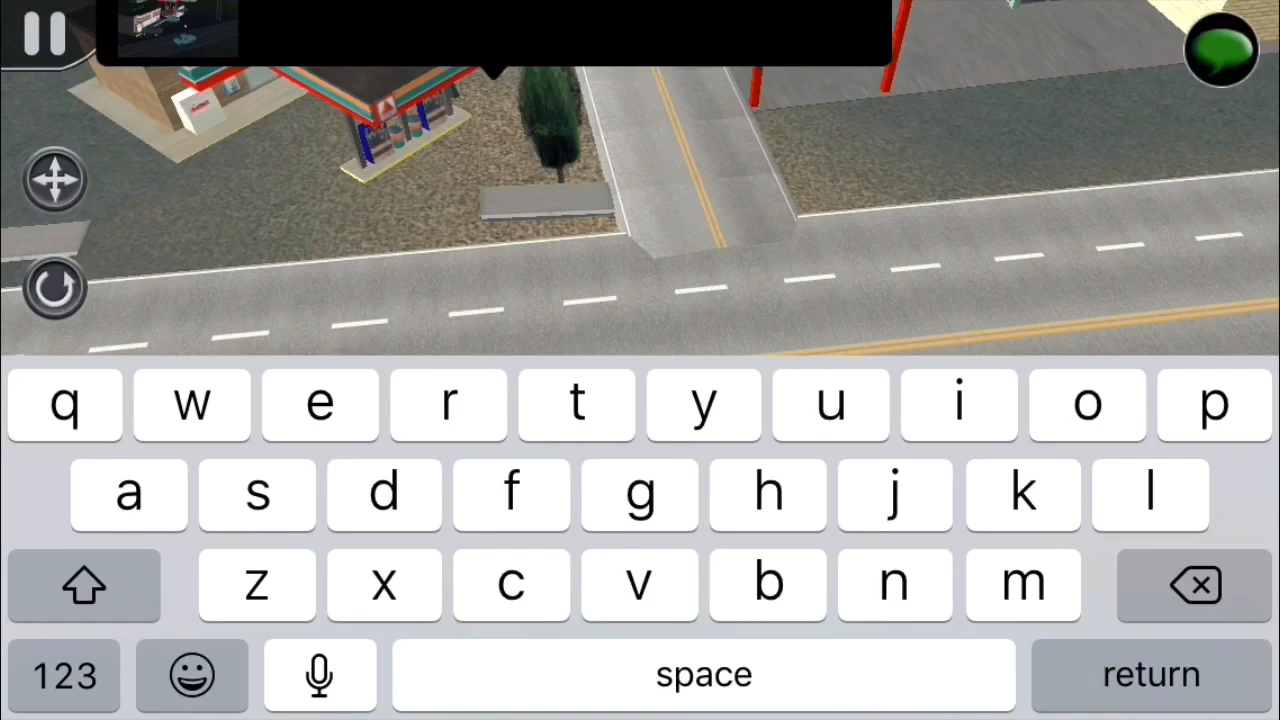 q w e r t y u i o p
a s d f g h j k l
z x c v b n m
123 space return